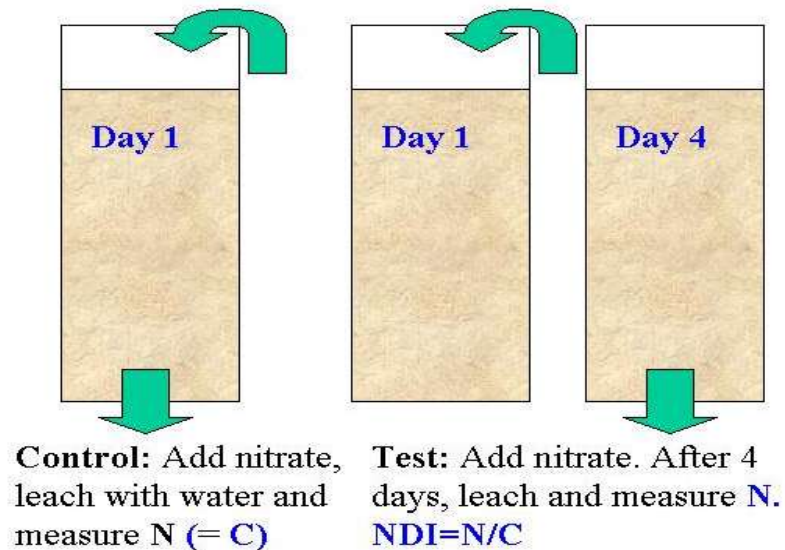 Day 1
Day 1
Day 4
Control: Add nitrate,
leach with water and
measure N (= C)
Test: Add nitrate. After 4
days, leach and measure N.
NDI=N/C